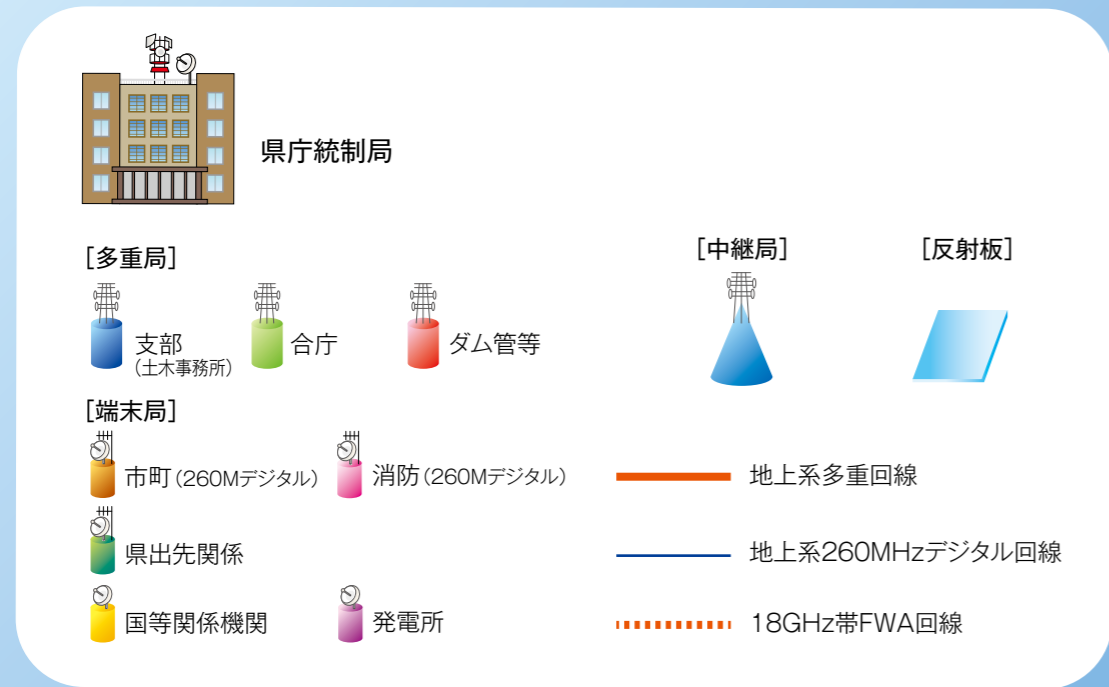 県庁統制局
[多重局]
[中継局]
[反射板]
支部
(土木事務所)
合庁
ダム管等
[端末局]
市町(260Mデジタル)
消防(260Mデジタル)
地上系多重回線
県出先関係
地上系260MHzデジタル回線
国等関係機関
発電所
18GHz帯FWA回線